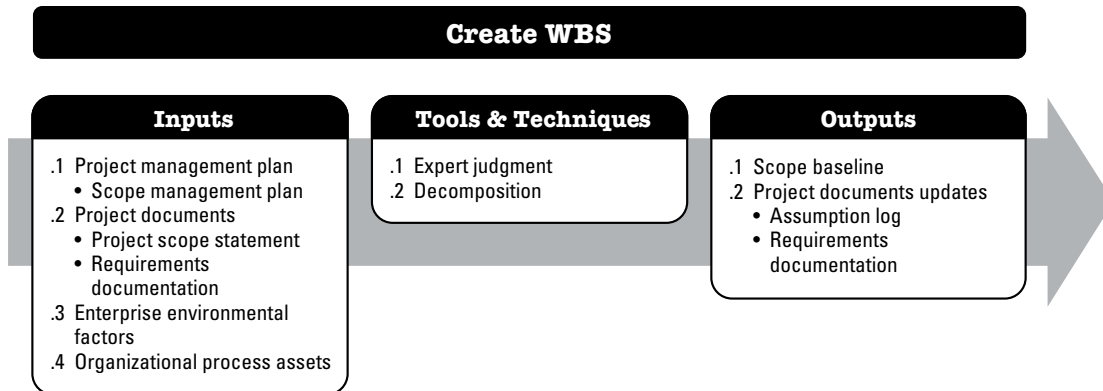 Create WBS
Inputs
.1 Project management plan
• Scope management plan
.2 Project documents
• Project scope statement
• Requirements
documentation
.3 Enterprise environmental
factors
.4 Organizational process assets
Tools & Techniques
.1 Expert judgment
.2 Decomposition
Outputs
.1 Scope baseline
.2 Project documents updates
• Assumption log
• Requirements
documentation